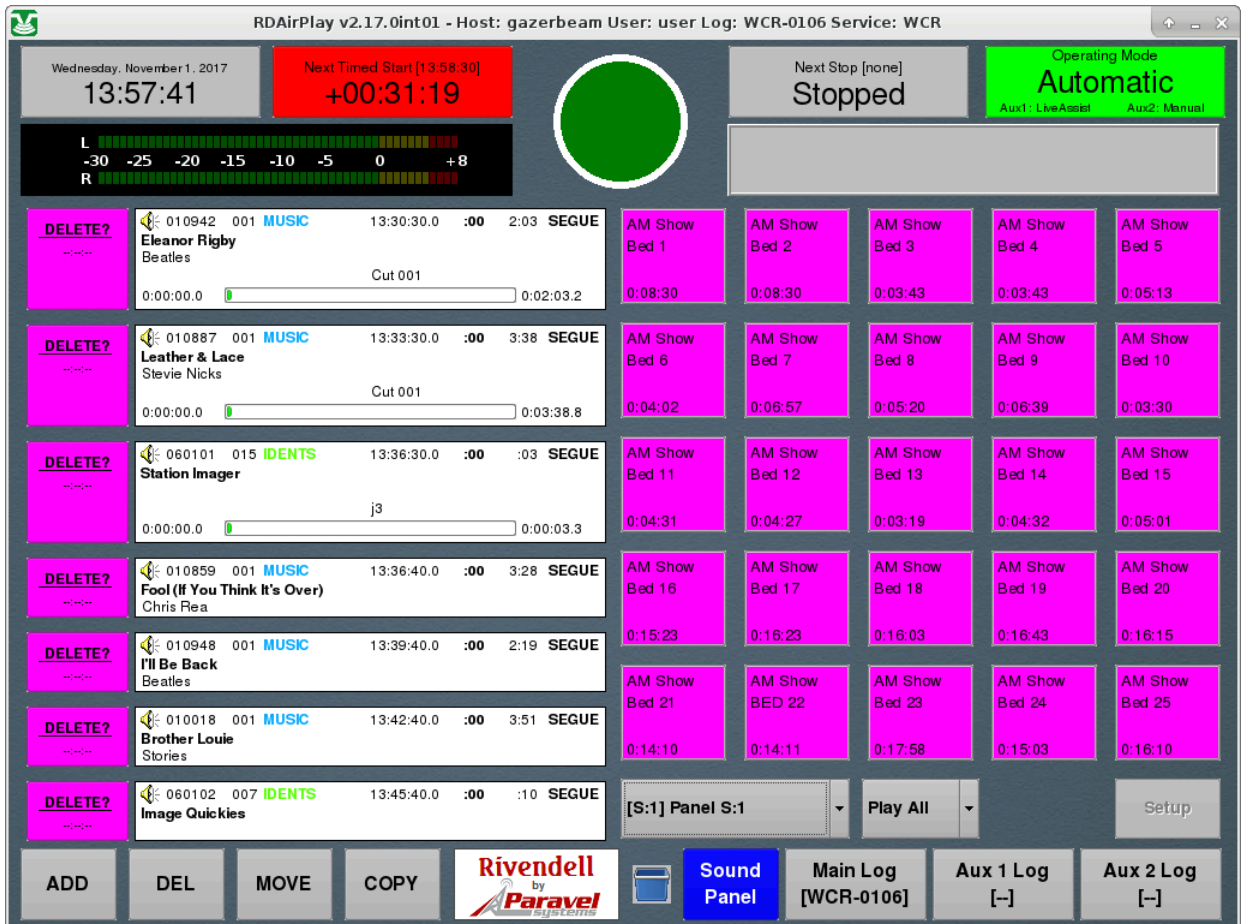 RDAirPlay v2.17.0int01 - Host: gazerbeam User: user Log: WCR-0106 Service: WCR
Wednesday, November 1, 2017
13:57:41
Next Timed Start [13:58:30]
+00:31:19
Next Stop [none]
Stopped
Operating Mode
Automatic
Aux1: LiveAssist Aux2: Manual
L
-30 -25 -20 -15 -10 -5 0 +8
R
DELETE?
--:--:--
010942 001 MUSIC 13:30:30.0 :00 2:03 SEGUE
Eleanor Rigby
Beatles
Cut 001
0:00:00.0 0:02:03.2
DELETE?
--:--:--
010887 001 MUSIC 13:33:30.0 :00 3:38 SEGUE
Leather & Lace
Stevie Nicks
Cut 001
0:00:00.0 0:03:38.8
DELETE?
--:--:--
060101 015 IDENTS 13:36:30.0 :00 :03 SEGUE
Station Imager
j3
0:00:00.0 0:00:03.3
DELETE?
--:--:--
010859 001 MUSIC 13:36:40.0 :00 3:28 SEGUE
Fool (If You Think It's Over)
Chris Rea
DELETE?
--:--:--
010948 001 MUSIC 13:39:40.0 :00 2:19 SEGUE
I'll Be Back
Beatles
DELETE?
--:--:--
010018 001 MUSIC 13:42:40.0 :00 3:51 SEGUE
Brother Louie
Stories
DELETE?
--:--:--
060102 007 IDENTS 13:45:40.0 :00 :10 SEGUE
Image Quickies
AM Show AM Show AM Show AM Show AM Show
Bed 1 Bed 2 Bed 3 Bed 4 Bed 5
0:08:30 0:08:30 0:03:43 0:03:43 0:05:13
AM Show AM Show AM Show AM Show AM Show
Bed 6 Bed 7 Bed 8 Bed 9 Bed 10
0:04:02 0:06:57 0:05:20 0:06:39 0:03:30
AM Show AM Show AM Show AM Show AM Show
Bed 11 Bed 12 Bed 13 Bed 14 Bed 15
0:04:31 0:04:27 0:03:19 0:04:32 0:05:01
AM Show AM Show AM Show AM Show AM Show
Bed 16 Bed 17 Bed 18 Bed 19 Bed 20
0:15:23 0:16:23 0:16:03 0:16:43 0:16:15
AM Show AM Show AM Show AM Show AM Show
Bed 21 BED 22 Bed 23 Bed 24 Bed 25
0:14:10 0:14:11 0:17:58 0:15:03 0:16:10
[S:1] Panel S:1 Play All Setup
ADD DEL MOVE COPY
Rivendell
by
Paravel
systems
Sound
Panel
Main Log
[WCR-0106]
Aux 1 Log
[--]
Aux 2 Log
[--]